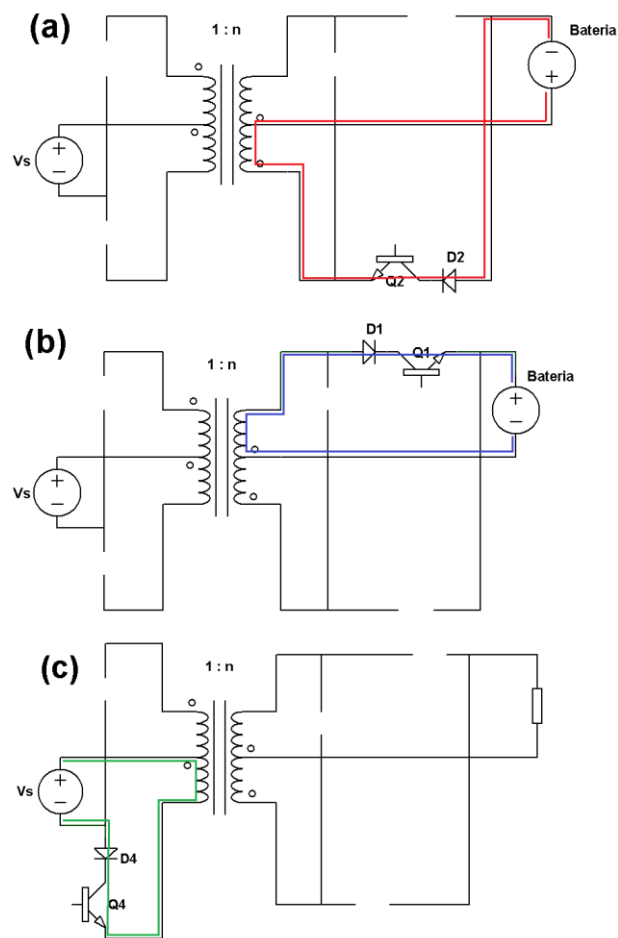 (a)
1 : n
Bateria
−
+
Vs
+
−
D2
Q2
(b)
D1
Q1
1 : n
Bateria
+
−
Vs
+
−
(c)
1 : n
Vs
+
−
D4
Q4